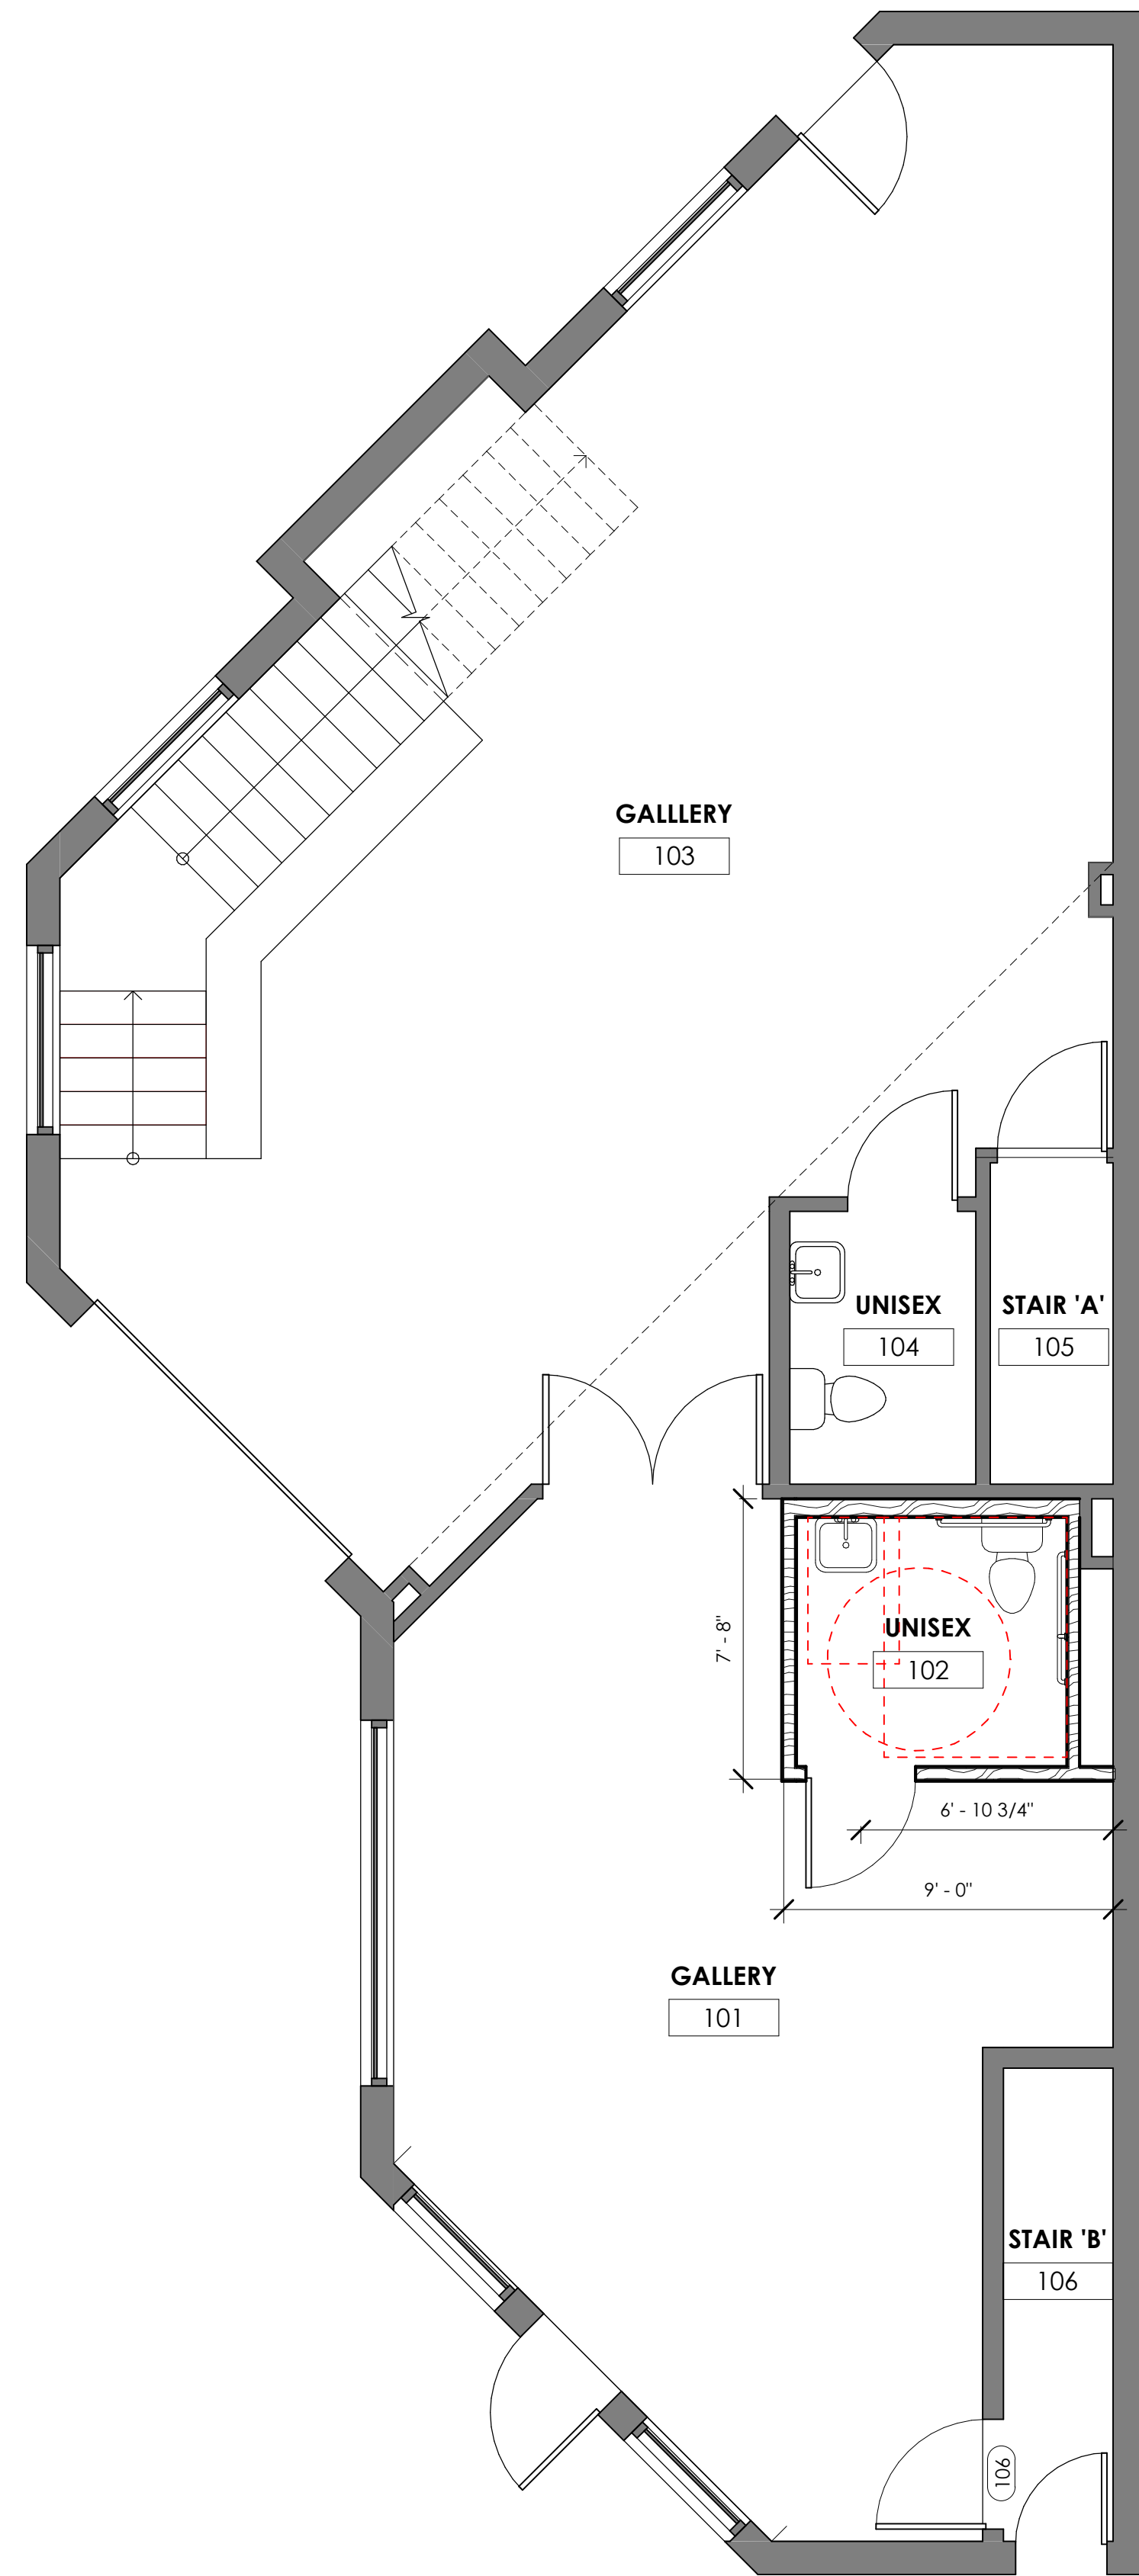 GALLLERY
103
UNISEX
104
STAIR 'A'
105
7' - 8"
UNISEX
102
6' - 10 3/4"
9' - 0"
GALLERY
101
STAIR 'B'
106
106